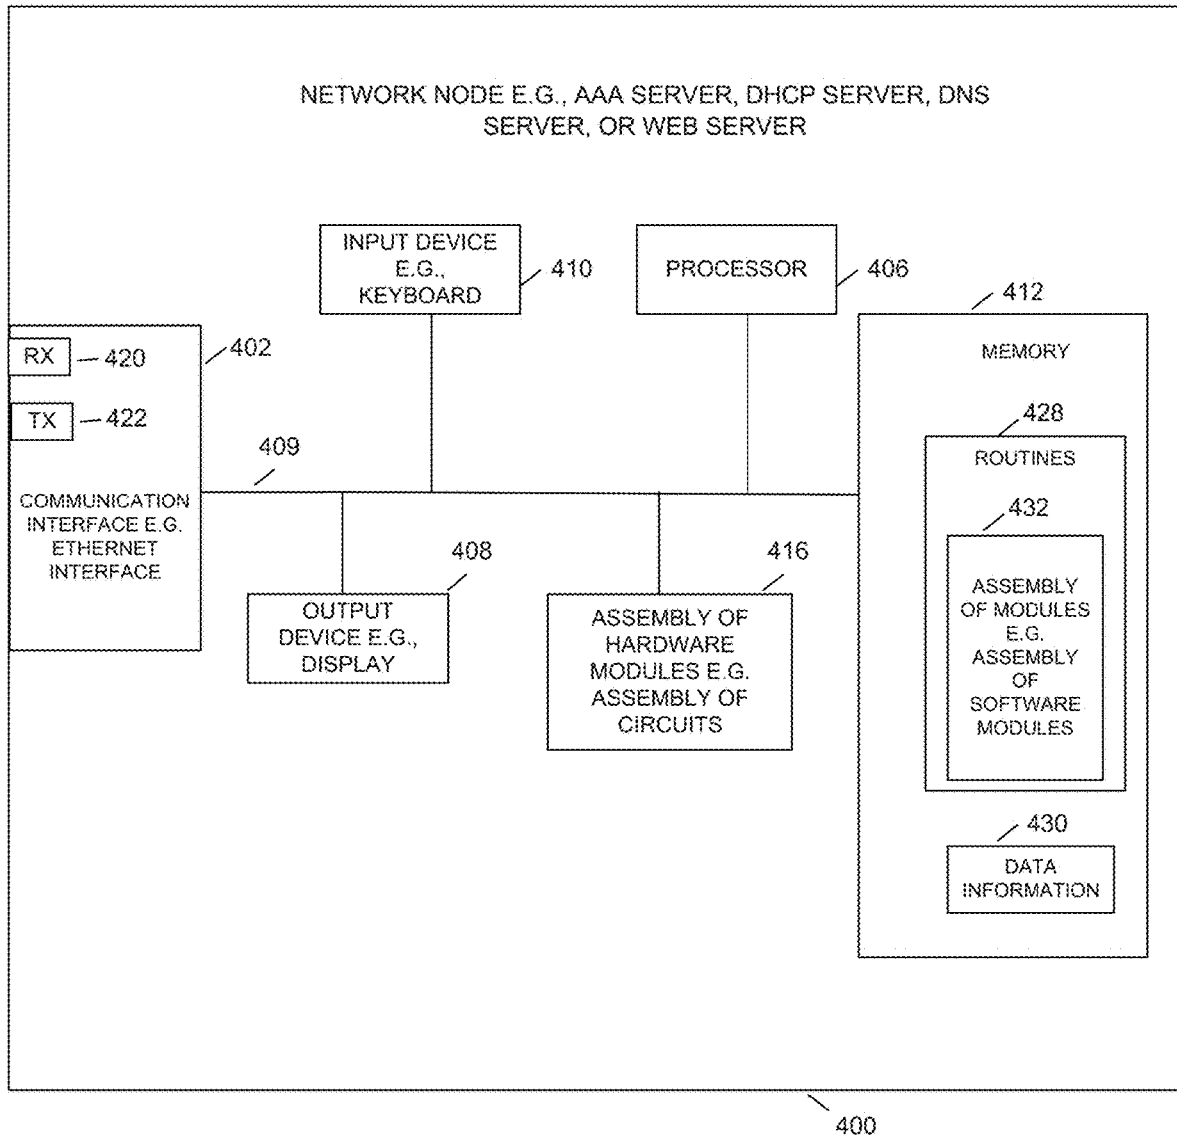 NETWORK NODE E.G., AAA SERVER, DHCP SERVER, DNS
SERVER, OR WEB SERVER
INPUT DEVICE
E.G.,
KEYBOARD
410
PROCESSOR
406
412
MEMORY
402
RX
420
TX
422
COMMUNICATION
INTERFACE E.G.
ETHERNET
INTERFACE
409
428
ROUTINES
432
ASSEMBLY
OF MODULES
E.G.
ASSEMBLY
OF
SOFTWARE
MODULES
408
OUTPUT
DEVICE E.G.,
DISPLAY
416
ASSEMBLY OF
HARDWARE
MODULES E.G.
ASSEMBLY OF
CIRCUITS
430
DATA
INFORMATION
400